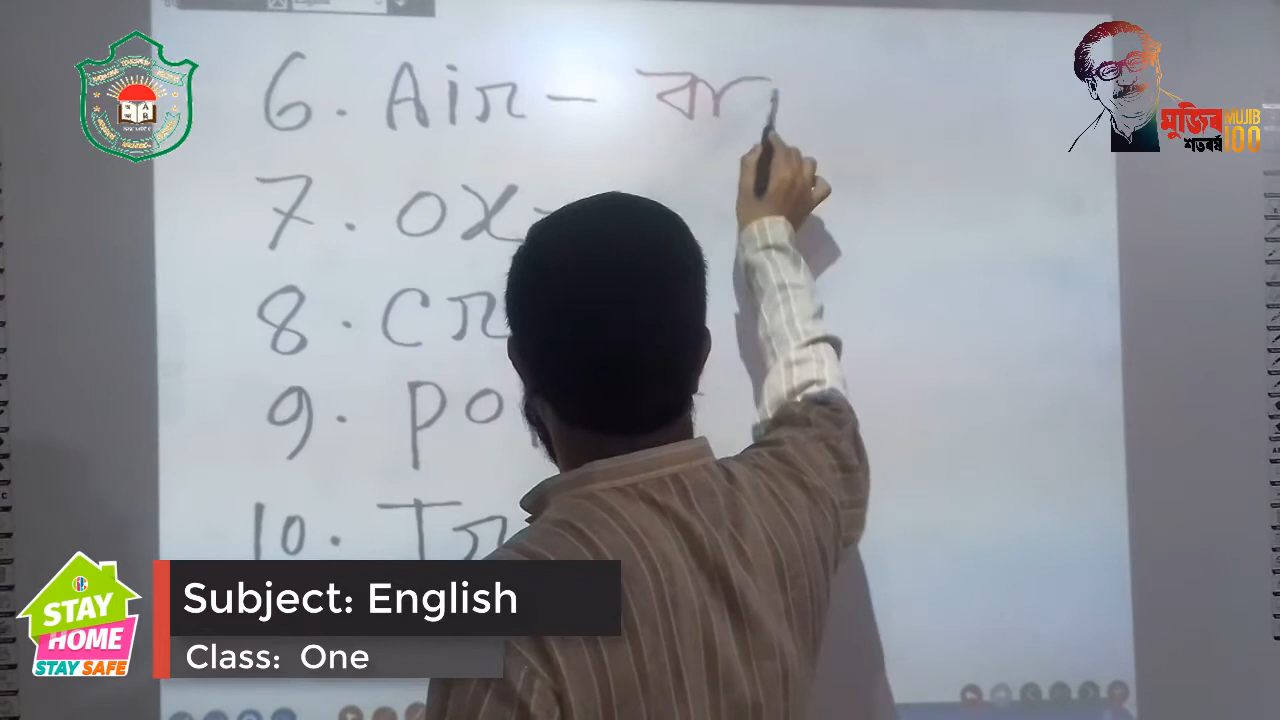 6. Air - বা
7. ox-
8. Cr
9. po
10. Tr
মুজিব MUJIB
শতবর্ষ 100
STAY
HOME
STAY SAFE
Subject: English
Class: One